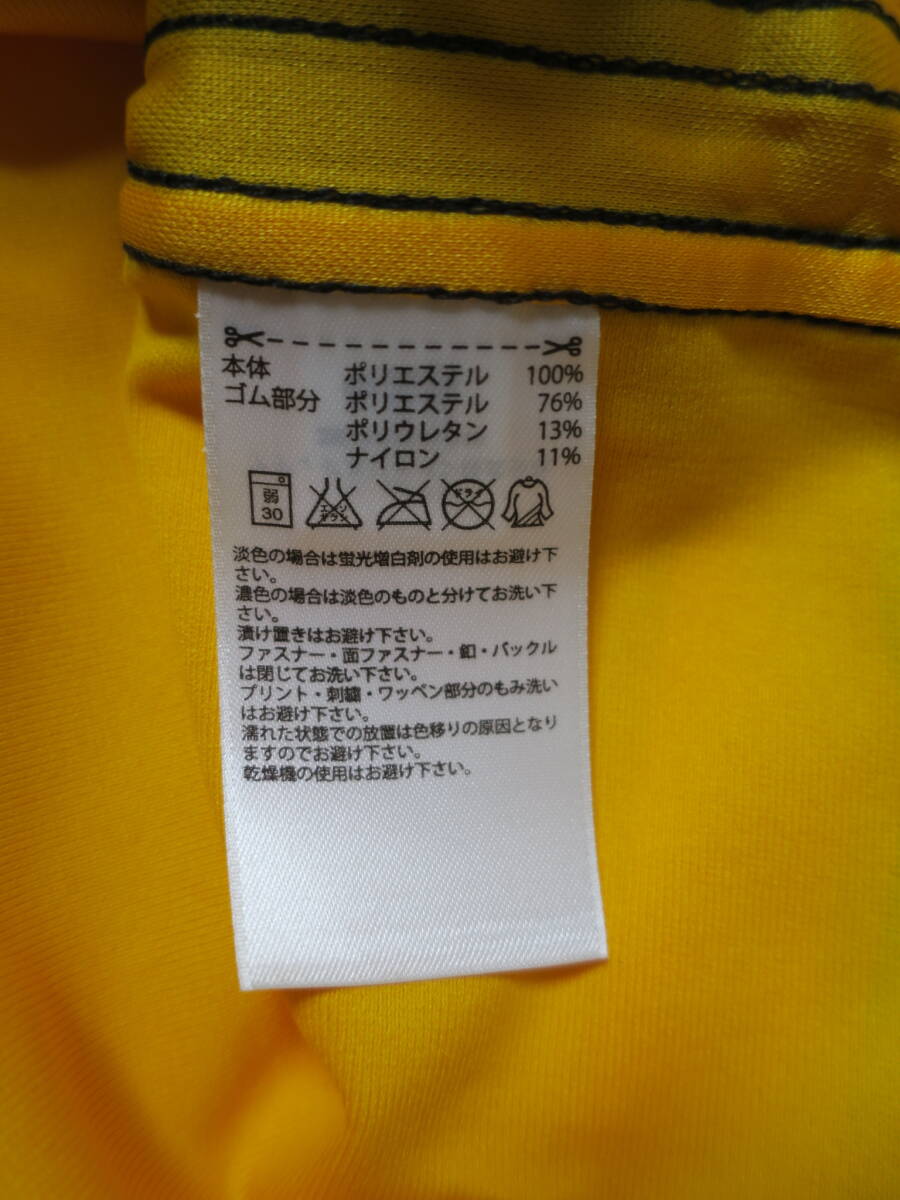 本体 ポリエステル 100%
ゴム部分 ポリエステル 76%
ポリウレタン 13%
ナイロン 11%
弱 30 エンソ サラシ ドライ
淡色の場合は蛍光増白剤の使用はお避け下
さい。
濃色の場合は淡色のものと分けてお洗い下
さい。
漬け置きはお避け下さい。
ファスナー・面ファスナー・釦・バックル
は閉じてお洗い下さい。
プリント・刺繍・ワッペン部分のもみ洗い
はお避け下さい。
濡れた状態での放置は色移りの原因となり
ますのでお避け下さい。
乾燥機の使用はお避け下さい。